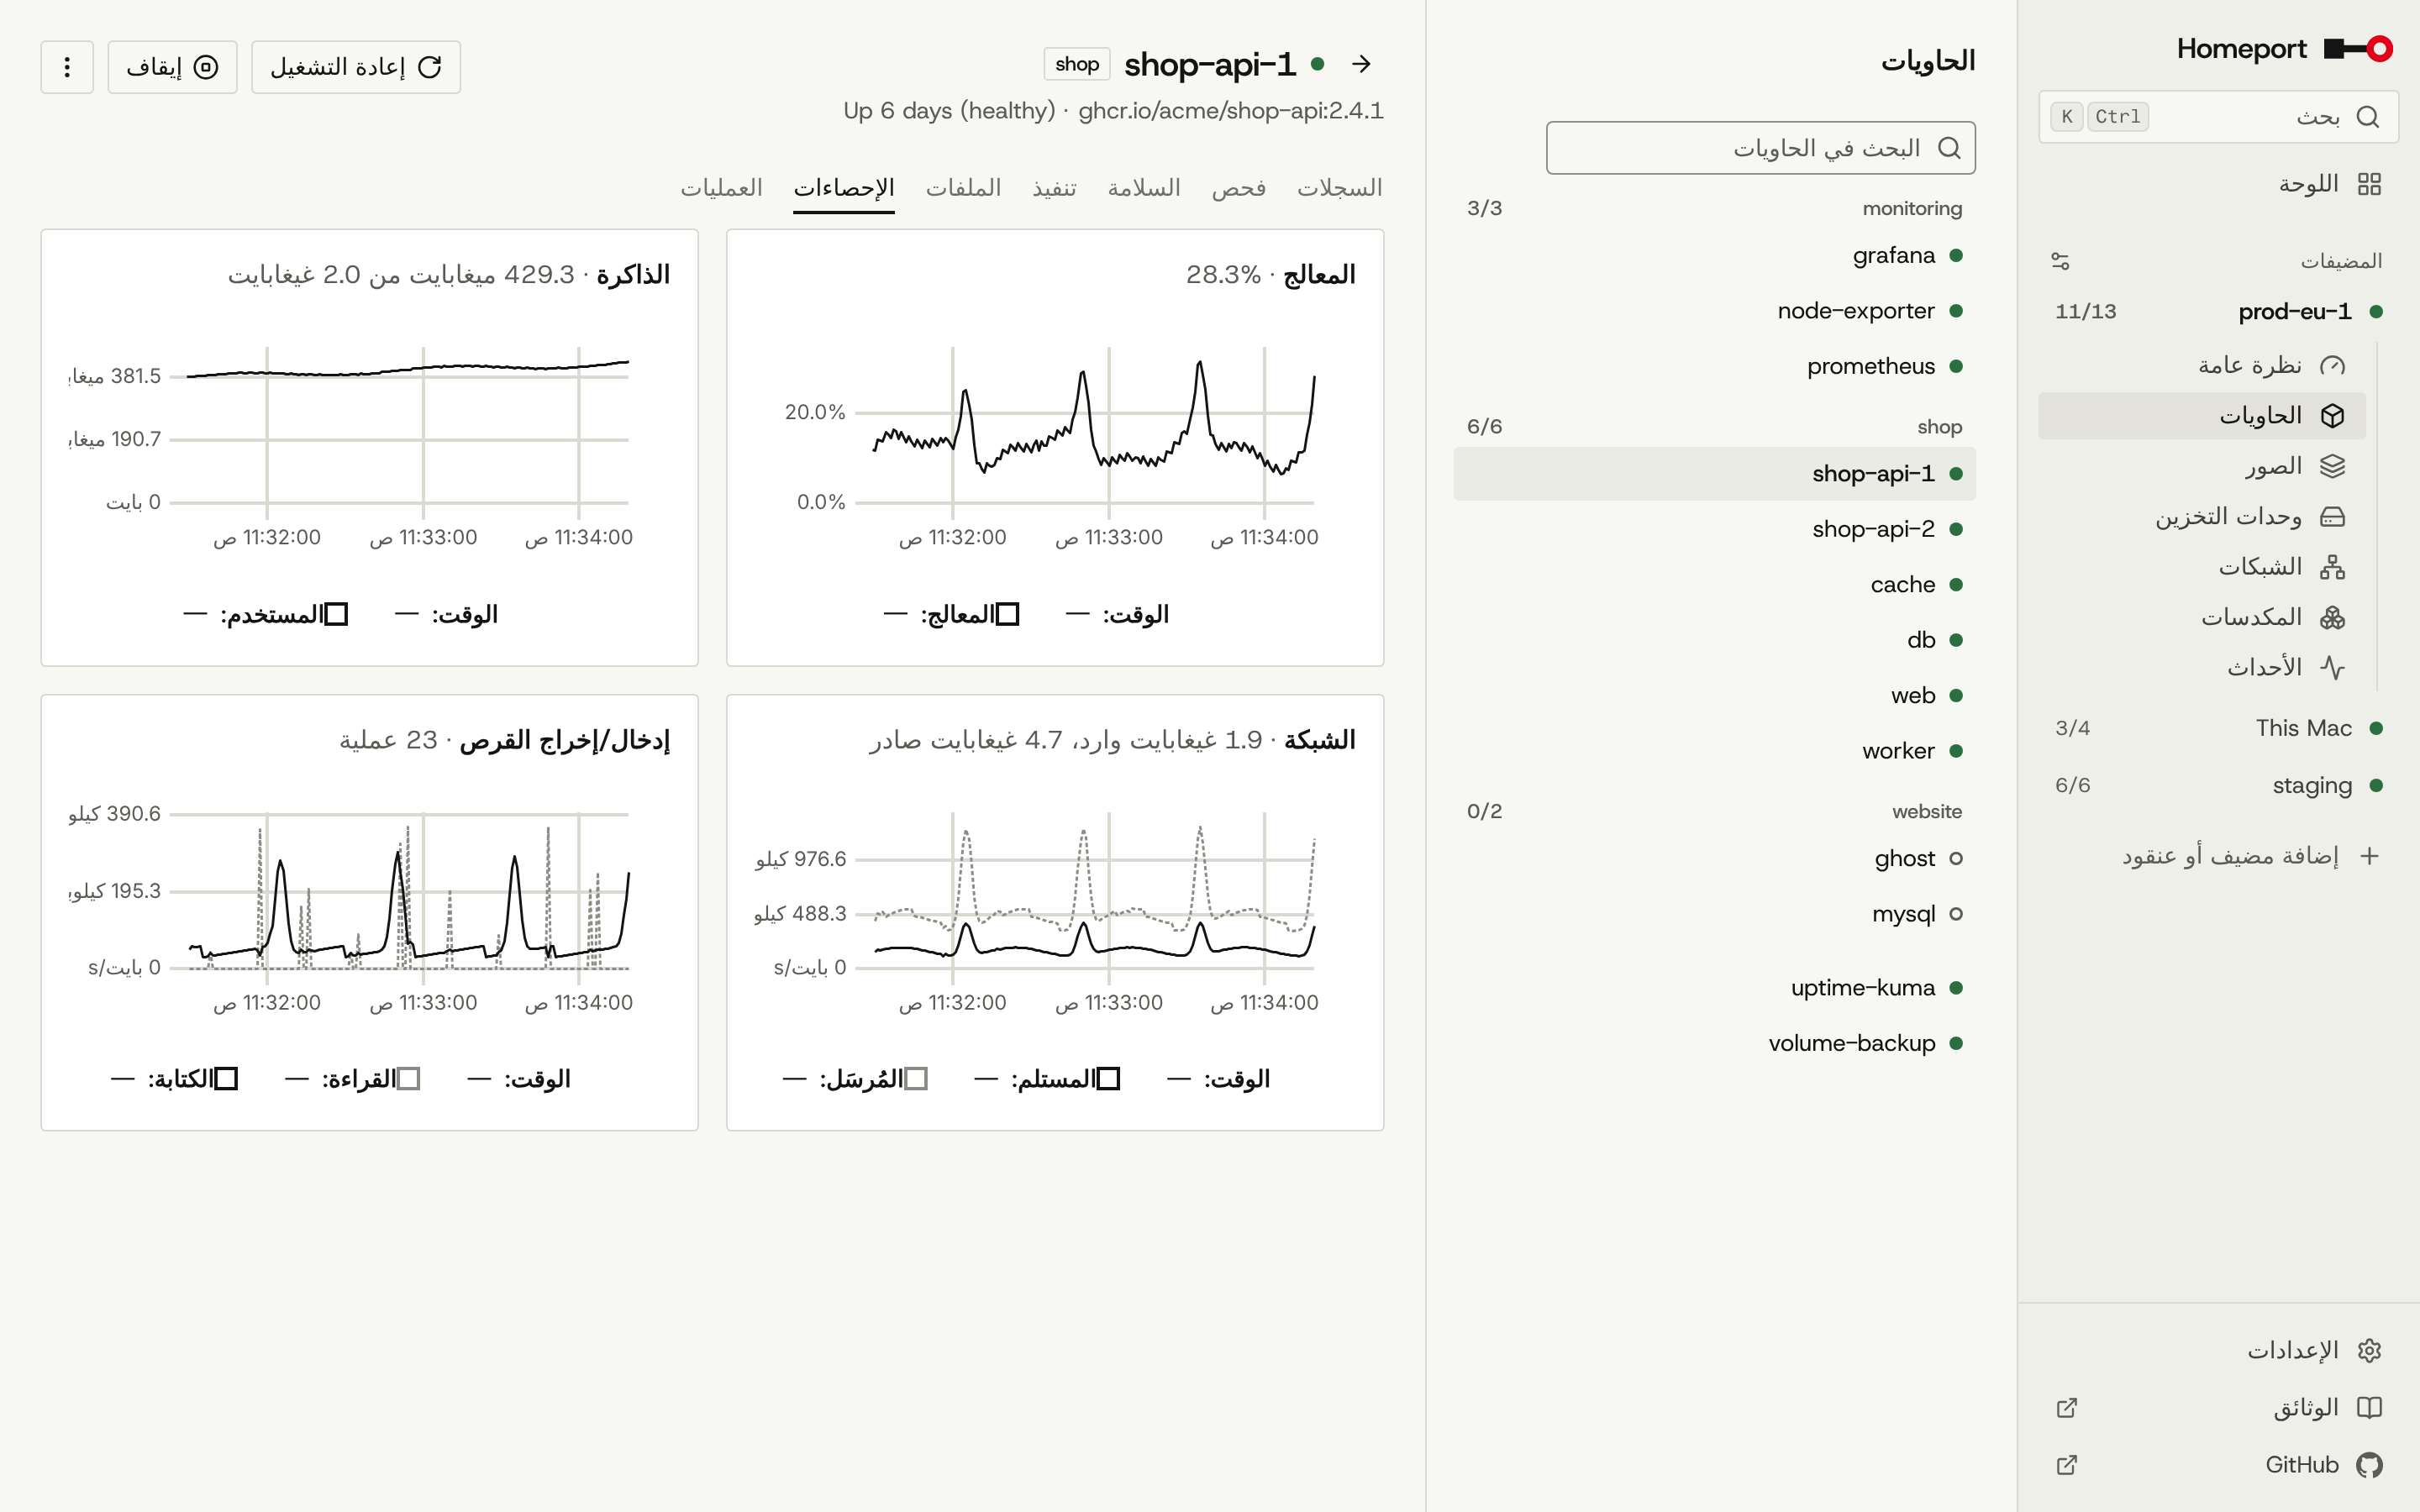 Homeport
بحث
Ctrl K
اللوحة
المضيفات
prod-eu-1 11/13
نظرة عامة
الحاويات
الصور
وحدات التخزين
الشبكات
المكدسات
الأحداث
This Mac 3/4
staging 6/6
إضافة مضيف أو عنقود
الإعدادات
الوثائق
GitHub
الحاويات
البحث في الحاويات
monitoring 3/3
grafana
node-exporter
prometheus
shop 6/6
shop-api-1
shop-api-2
cache
db
web
worker
website 0/2
ghost
mysql
uptime-kuma
volume-backup
shop-api-1 shop
Up 6 days (healthy) · ghcr.io/acme/shop-api:2.4.1
إعادة التشغيل
إيقاف
السجلات فحص السلامة تنفيذ الملفات الإحصاءات العمليات
المعالج · 28.3%
20.0%
0.0%
11:32:00 ص 11:33:00 ص 11:34:00 ص
الوقت: — المعالج: —
الذاكرة · 429.3 ميغابايت من 2.0 غيغابايت
381.5
190.7
0 بايت
11:32:00 ص 11:33:00 ص 11:34:00 ص
الوقت: — المستخدم: —
الشبكة · 1.9 غيغابايت وارد، 4.7 غيغابايت صادر
976.6 كيلو
488.3 كيلو
0 بايت/s
11:32:00 ص 11:33:00 ص 11:34:00 ص
الوقت: — المستلم: — المُرسَل: —
إدخال/إخراج القرص · 23 عملية
390.6 كيلو
195.3
0 بايت/s
11:32:00 ص 11:33:00 ص 11:34:00 ص
الوقت: — القراءة: — الكتابة: —